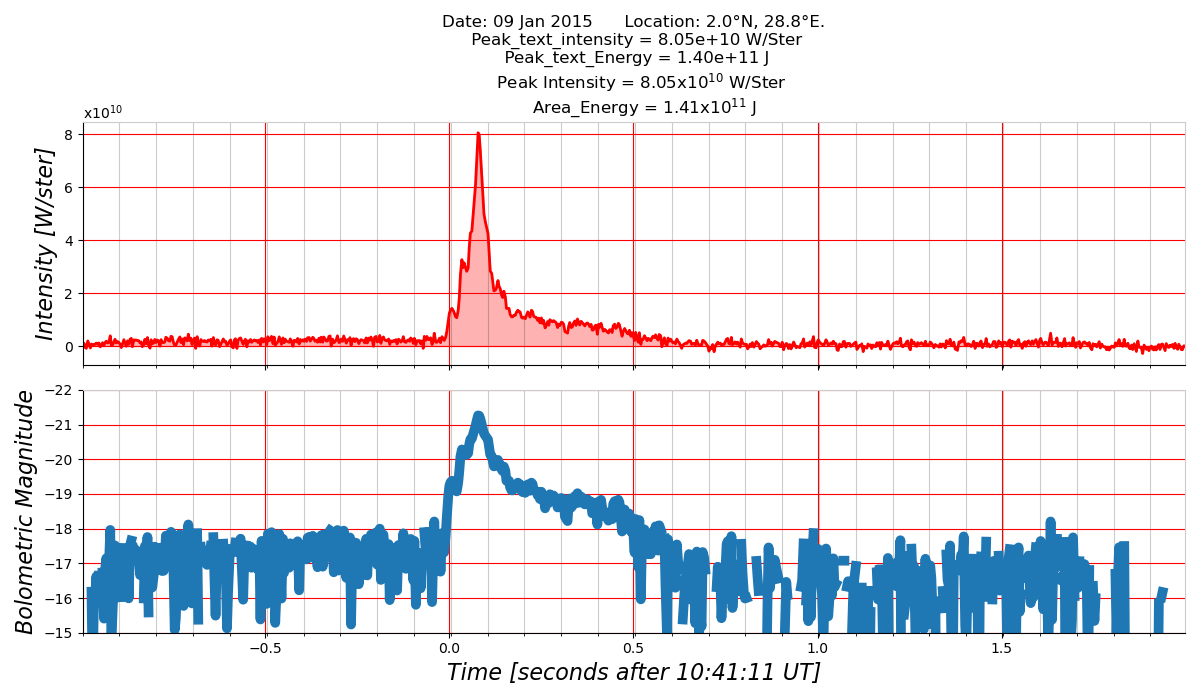 Date: 09 Jan 2015      Location: 2.0°N, 28.8°E.
Peak_text_intensity = 8.05e+10 W/Ster
Peak_text_Energy = 1.40e+11 J
Peak Intensity = 8.05x10¹⁰ W/Ster
Area_Energy = 1.41x10¹¹ J
x10¹⁰
8
6
4
2
0
Intensity [W/ster]
−22
−21
−20
−19
−18
−17
−16
−15
Bolometric Magnitude
−0.5 0.0 0.5 1.0 1.5
Time [seconds after 10:41:11 UT]